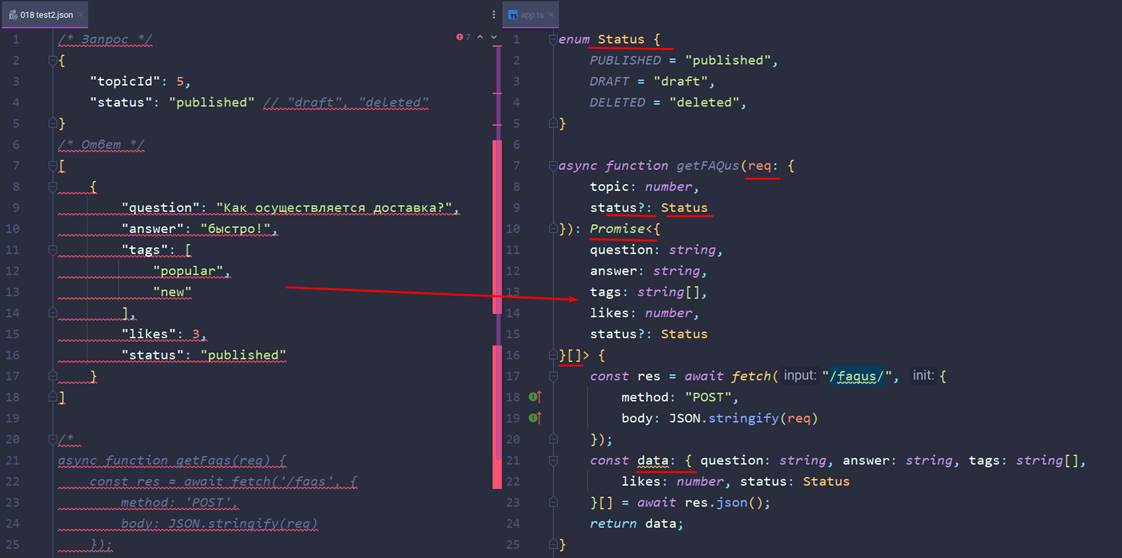 018 test2.json
1 /* Запрос */
2 {
3 "topicId": 5,
4 "status": "published" // "draft", "deleted"
5 }
6 /* Ответ */
7 [
8 {
9 "question": "Как осуществляется доставка?",
10 "answer": "быстро!",
11 "tags": [
12 "popular",
13 "new"
14 ],
15 "likes": 3,
16 "status": "published"
17 }
18 ]
19
20 /*
21 async function getFaqs(req) {
22 const res = await fetch('/faqs', {
23 method: 'POST',
24 body: JSON.stringify(req)
25 });
7
app.ts
1 enum Status {
2 PUBLISHED = "published",
3 DRAFT = "draft",
4 DELETED = "deleted",
5 }
6
7 async function getFAQus(req: {
8 topic: number,
9 status?: Status
10 }): Promise<{
11 question: string,
12 answer: string,
13 tags: string[],
14 likes: number,
15 status?: Status
16 }[]> {
17 const res = await fetch( input: "/faqus/", init: {
18 method: "POST",
19 body: JSON.stringify(req)
20 });
21 const data: { question: string, answer: string, tags: string[],
22 likes: number, status: Status
23 }[] = await res.json();
24 return data;
25 }